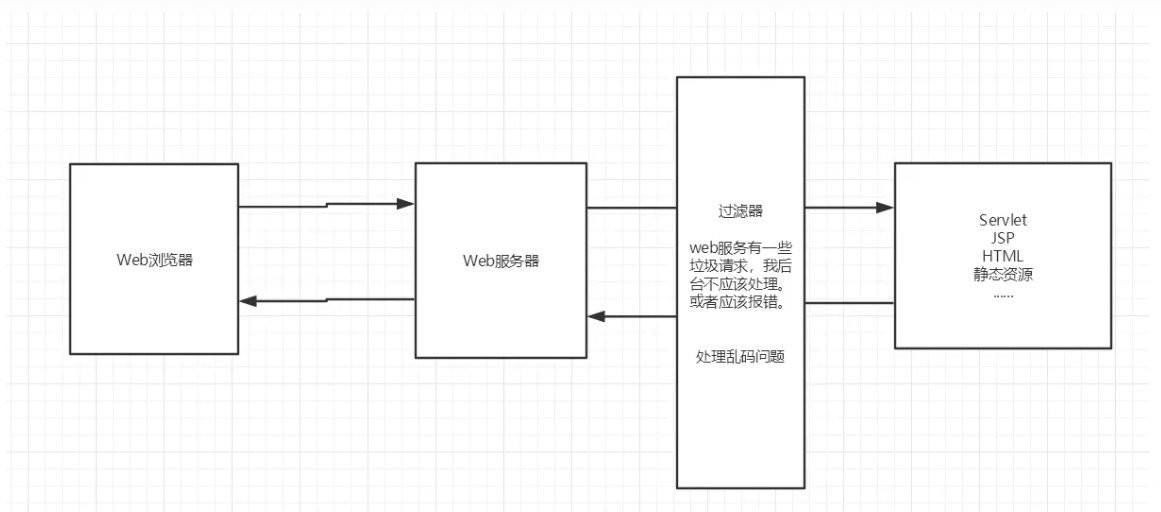 Web浏览器
Web服务器
过滤器
web服务有一些
垃圾请求，我后
台不应该处理。
或者应该报错。
处理乱码问题
Servlet
JSP
HTML
静态资源
......